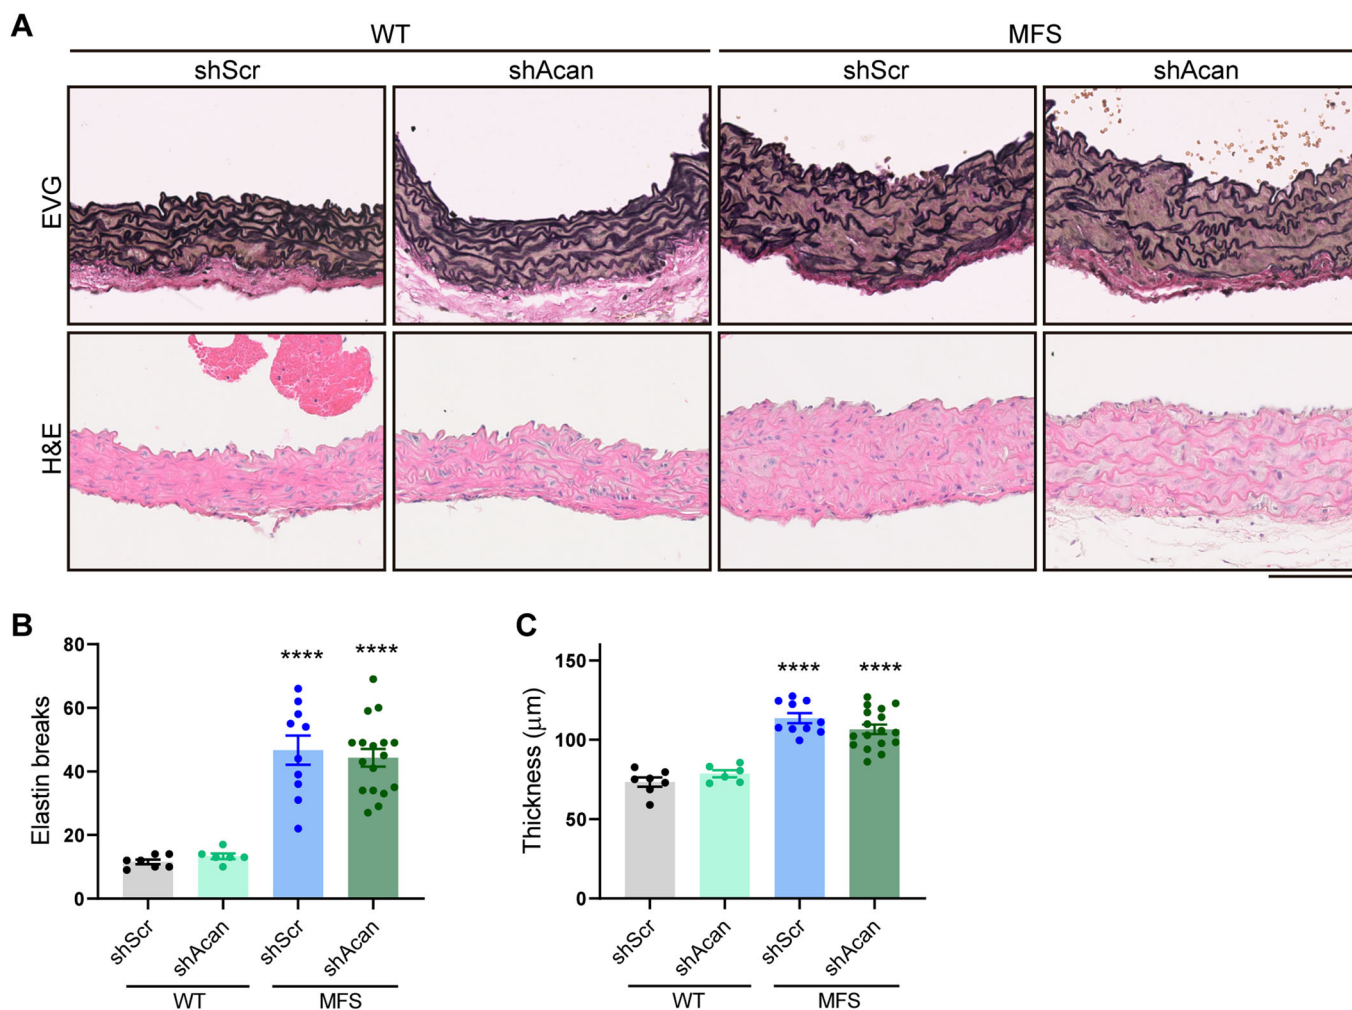 A
WT
MFS
shScr
shAcan
shScr
shAcan
EVG
H&E
B
Elastin breaks
80
60
40
20
0
****
****
shScr
shAcan
shScr
shAcan
WT
MFS
C
Thickness (μm)
150
100
50
0
****
****
shScr
shAcan
shScr
shAcan
WT
MFS